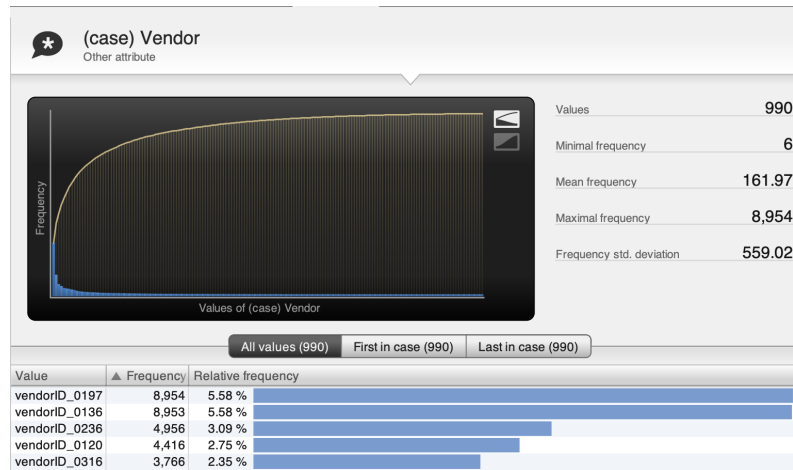 (case) Vendor
Other attribute
Frequency
Values of (case) Vendor
Values 990
Minimal frequency 6
Mean frequency 161.97
Maximal frequency 8,954
Frequency std. deviation 559.02
All values (990) First in case (990) Last in case (990)
Value ▲ Frequency Relative frequency
vendorID_0197 8,954 5.58 %
vendorID_0136 8,953 5.58 %
vendorID_0236 4,956 3.09 %
vendorID_0120 4,416 2.75 %
vendorID_0316 3,766 2.35 %